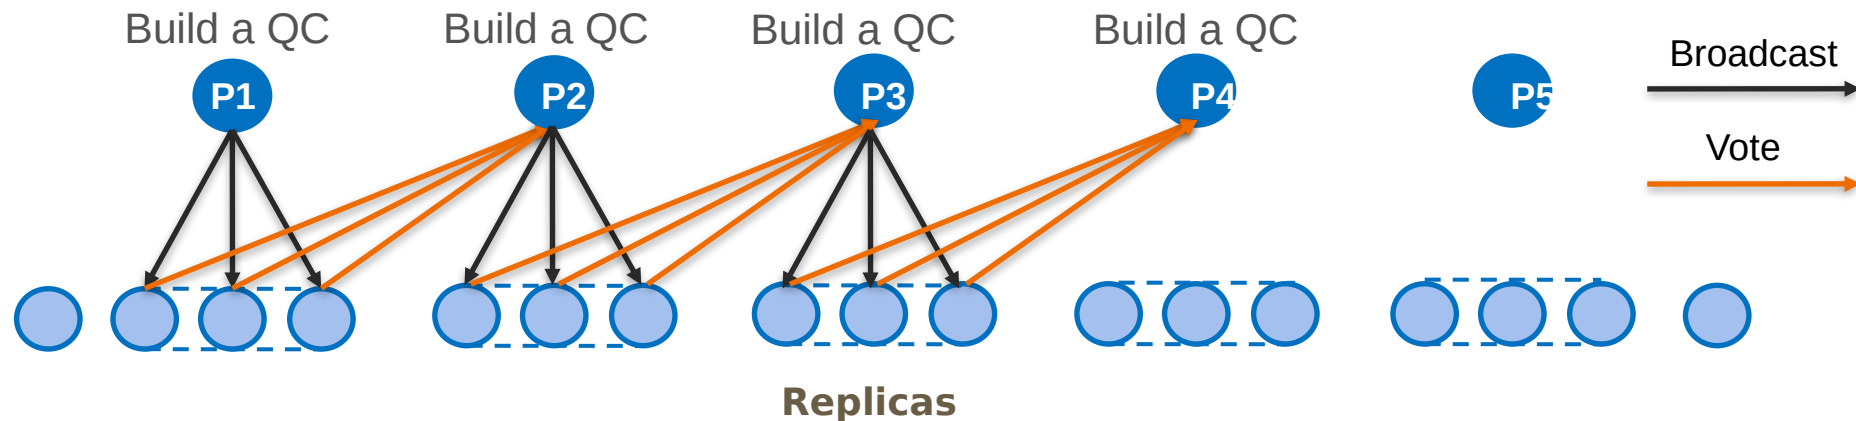 Build a QC
Build a QC
Build a QC
Build a QC
Broadcast
P1
P2
P3
P4
P5
Vote
Replicas